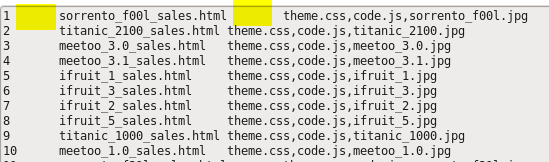 1 sorrento_f00l_sales.html theme.css,code.js,sorrento_f00l.jpg
2 titanic_2100_sales.html theme.css,code.js,titanic_2100.jpg
3 meetoo_3.0_sales.html theme.css,code.js,meetoo_3.0.jpg
4 meetoo_3.1_sales.html theme.css,code.js,meetoo_3.1.jpg
5 ifruit_1_sales.html theme.css,code.js,ifruit_1.jpg
6 ifruit_3_sales.html theme.css,code.js,ifruit_3.jpg
7 ifruit_2_sales.html theme.css,code.js,ifruit_2.jpg
8 ifruit_5_sales.html theme.css,code.js,ifruit_5.jpg
9 titanic_1000_sales.html theme.css,code.js,titanic_1000.jpg
10 meetoo_1.0_sales.html theme.css,code.js,meetoo_1.0.jpg